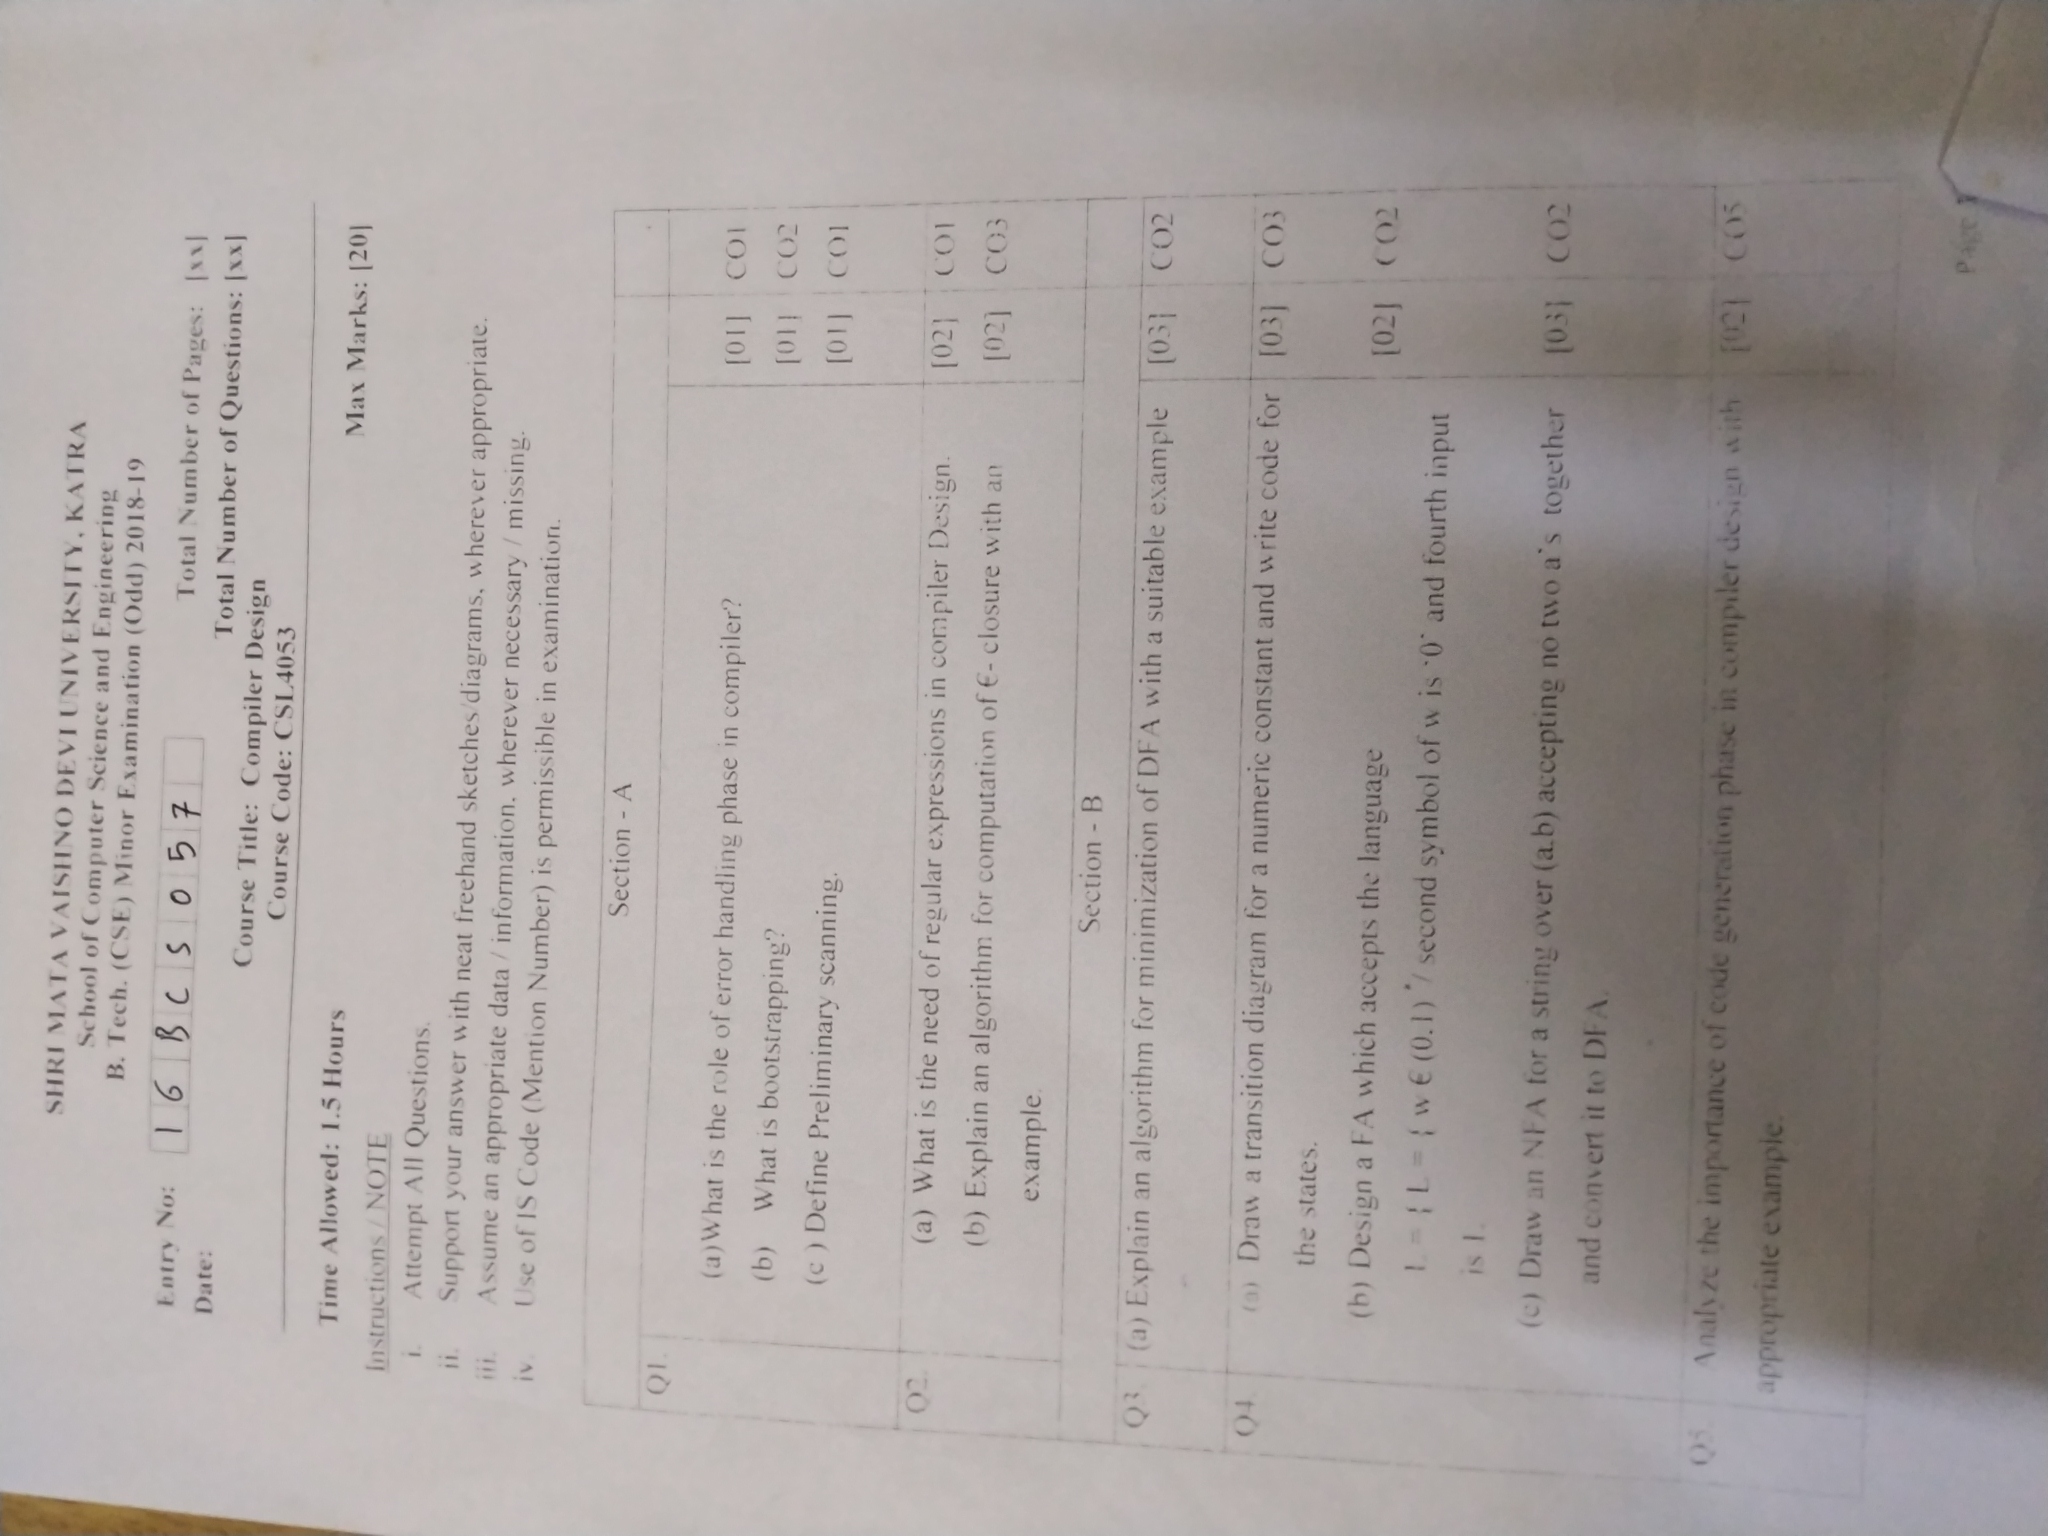 SHRI MATA VAISHNO DEVI UNIVERSITY, KATRA
School of Computer Science and Engineering
B. Tech. (CSE) Minor Examination (Odd) 2018-19
Entry No: 16BCS057
Total Number of Pages: [xx]
Date:
Total Number of Questions: [xx]
Course Title: Compiler Design
Course Code: CSL4053
Time Allowed: 1.5 Hours
Max Marks: [20]
Instructions / NOTE
i. Attempt All Questions.
ii. Support your answer with neat freehand sketches/diagrams, wherever appropriate.
iii. Assume an appropriate data / information, wherever necessary / missing.
iv. Use of IS Code (Mention Number) is permissible in examination.
Section - A
Q1.
(a) What is the role of error handling phase in compiler? [01] CO1
(b) What is bootstrapping? [01] CO2
(c ) Define Preliminary scanning. [01] CO1
Q2. (a) What is the need of regular expressions in compiler Design. [02] CO1
(b) Explain an algorithm for computation of €- closure with an [02] CO3
example.
Section - B
Q3. (a) Explain an algorithm for minimization of DFA with a suitable example [03] CO2
Q4. (a) Draw a transition diagram for a numeric constant and write code for [03] CO3
the states.
(b) Design a FA which accepts the language [02] CO2
L = { L = { w € (0,1) * / second symbol of w is '0' and fourth input
is 1.
(c) Draw an NFA for a string over (a,b) accepting no two a's together [03] CO2
and convert it to DFA.
Q5. Analyze the importance of code generation phase in compiler design with [02] CO5
appropriate example.
Page 1